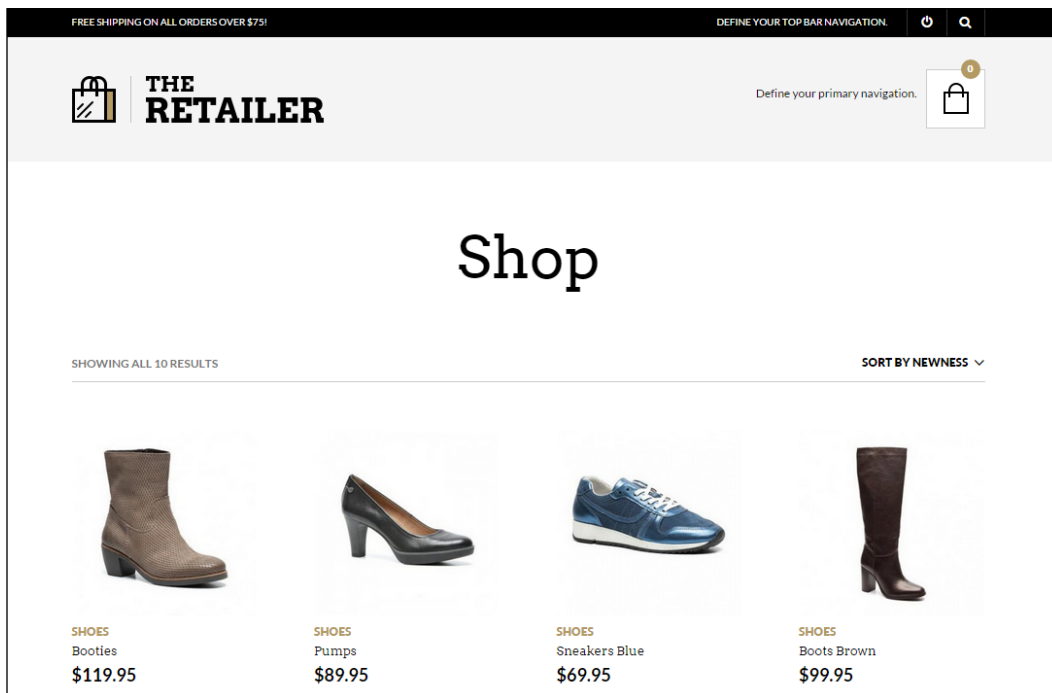 FREE SHIPPING ON ALL ORDERS OVER $75!
DEFINE YOUR TOP BAR NAVIGATION.
THE
RETAILER
Define your primary navigation.
0
Shop
SHOWING ALL 10 RESULTS
SORT BY NEWNESS
SHOES
Booties
$119.95
SHOES
Pumps
$89.95
SHOES
Sneakers Blue
$69.95
SHOES
Boots Brown
$99.95